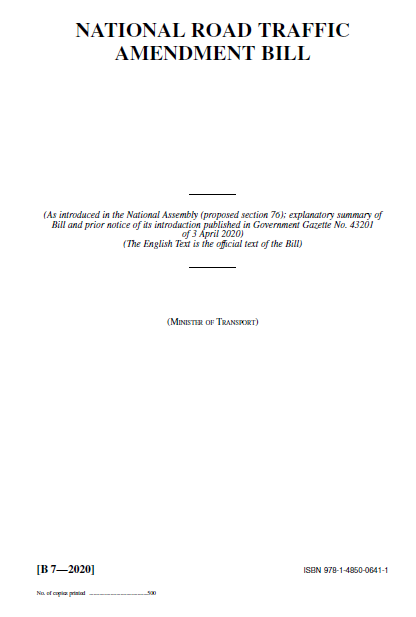 NATIONAL ROAD TRAFFIC
AMENDMENT BILL
(As introduced in the National Assembly (proposed section 76); explanatory summary of
Bill and prior notice of its introduction published in Government Gazette No. 43201
of 3 April 2020)
(The English Text is the official text of the Bill)
(MINISTER OF TRANSPORT)
[B 7—2020]
ISBN 978-1-4850-0641-1
No. of copies printed ..........................................500